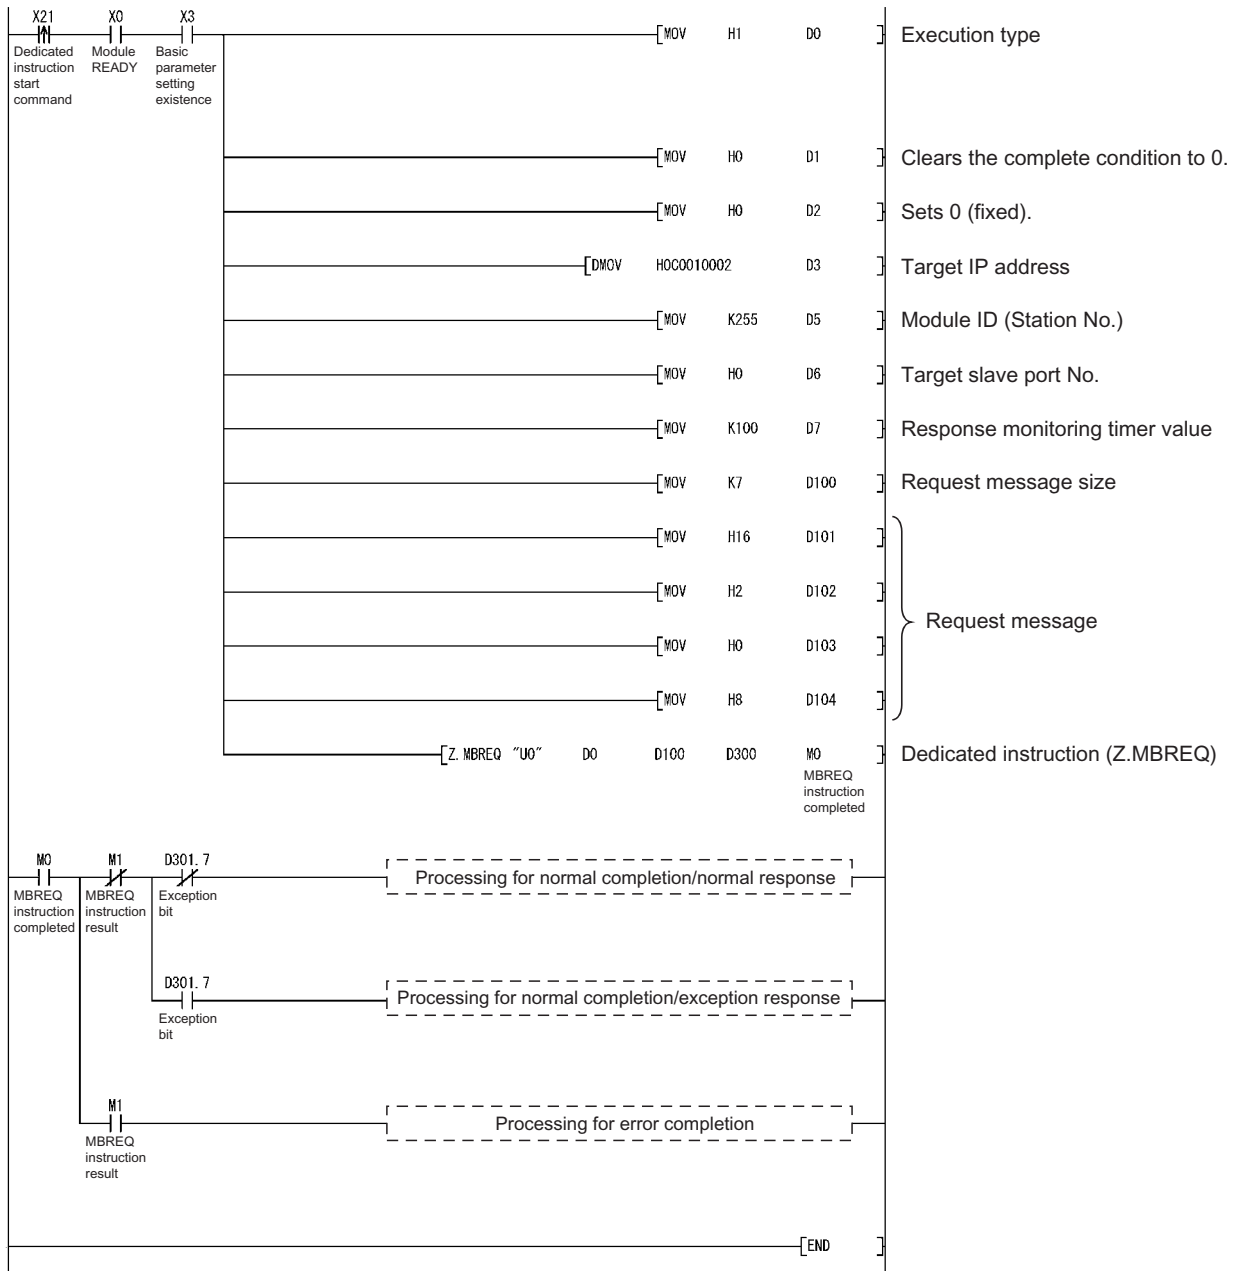 X21 X0 X3
[MOV H1 D0 ] Execution type
Dedicated instruction start command
Module READY
Basic parameter setting existence
[MOV H0 D1 ] Clears the complete condition to 0.
[MOV H0 D2 ] Sets 0 (fixed).
[DMOV H0C0010002 D3 ] Target IP address
[MOV K255 D5 ] Module ID (Station No.)
[MOV H0 D6 ] Target slave port No.
[MOV K100 D7 ] Response monitoring timer value
[MOV K7 D100 ] Request message size
[MOV H16 D101 ]
[MOV H2 D102 ]
Request message
[MOV H0 D103 ]
[MOV H8 D104 ]
[Z.MBREQ "U0" D0 D100 D300 M0 ] Dedicated instruction (Z.MBREQ)
MBREQ instruction completed
M0 M1 D301.7
Processing for normal completion/normal response
MBREQ instruction completed
MBREQ instruction result
Exception bit
D301.7
Processing for normal completion/exception response
Exception bit
M1
Processing for error completion
MBREQ instruction result
[END ]